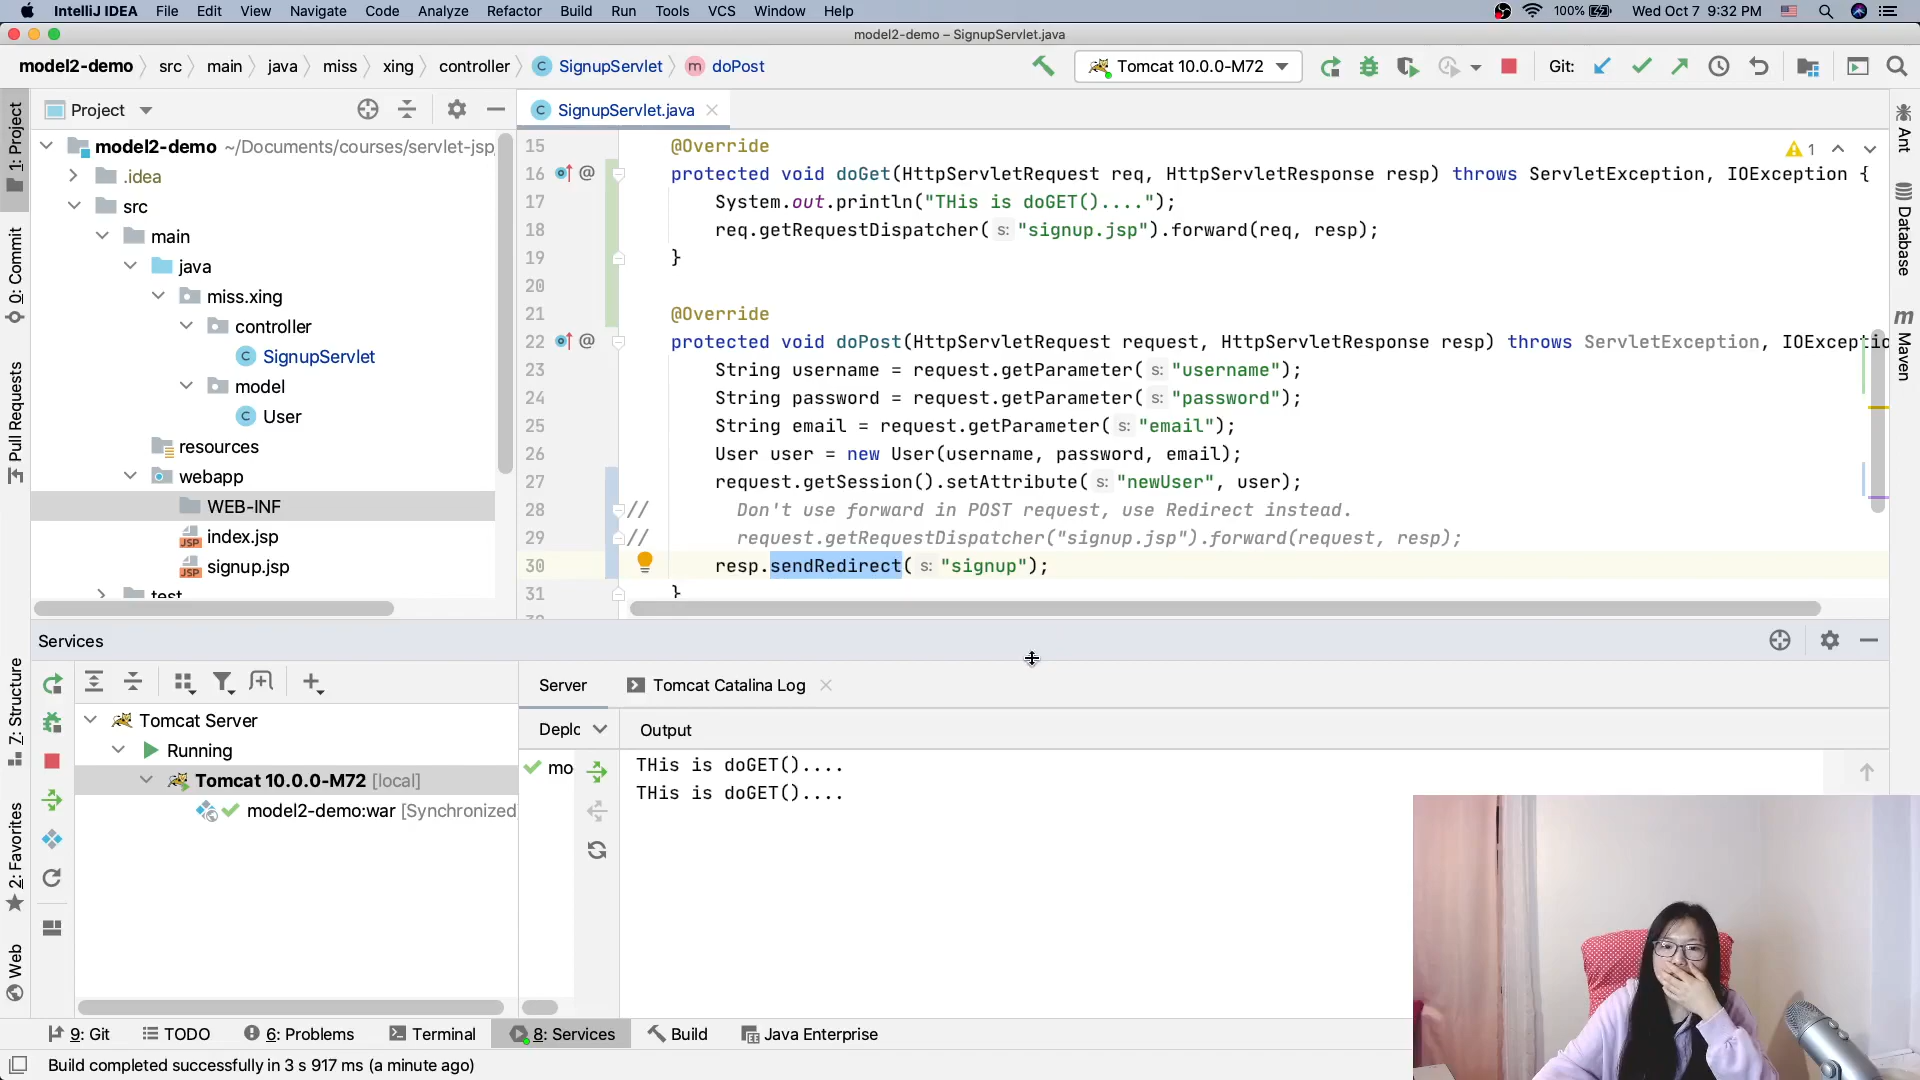 IntelliJ IDEA File Edit View Navigate Code Analyze Refactor Build Run Tools VCS Window Help 100% Wed Oct 7 9:32 PM
model2-demo – SignupServlet.java
model2-demo src main java miss xing controller C SignupServlet m doPost Tomcat 10.0.0-M72 Git:
Project C SignupServlet.java
model2-demo ~/Documents/courses/servlet-jsp
.idea
src
main
java
miss.xing
controller
C SignupServlet
model
C User
resources
webapp
WEB-INF
JSP index.jsp
JSP signup.jsp
test
15 @Override
16 @ protected void doGet(HttpServletRequest req, HttpServletResponse resp) throws ServletException, IOException {
17 System.out.println("THis is doGET()....");
18 req.getRequestDispatcher( s: "signup.jsp").forward(req, resp);
19 }
20
21 @Override
22 @ protected void doPost(HttpServletRequest request, HttpServletResponse resp) throws ServletException, IOExceptio
23 String username = request.getParameter( s: "username");
24 String password = request.getParameter( s: "password");
25 String email = request.getParameter( s: "email");
26 User user = new User(username, password, email);
27 request.getSession().setAttribute( s: "newUser", user);
28 // Don't use forward in POST request, use Redirect instead.
29 // request.getRequestDispatcher("signup.jsp").forward(request, resp);
30 resp.sendRedirect( s: "signup");
31 }
1
1: Project
0: Commit
Pull Requests
7: Structure
2: Favorites
Web
Ant
Database
m Maven
Services
Server Tomcat Catalina Log
Tomcat Server
Running
Tomcat 10.0.0-M72 [local]
model2-demo:war [Synchronized
Deplo Output
mo
THis is doGET()....
THis is doGET()....
9: Git TODO 6: Problems Terminal 8: Services Build Java Enterprise
Build completed successfully in 3 s 917 ms (a minute ago)